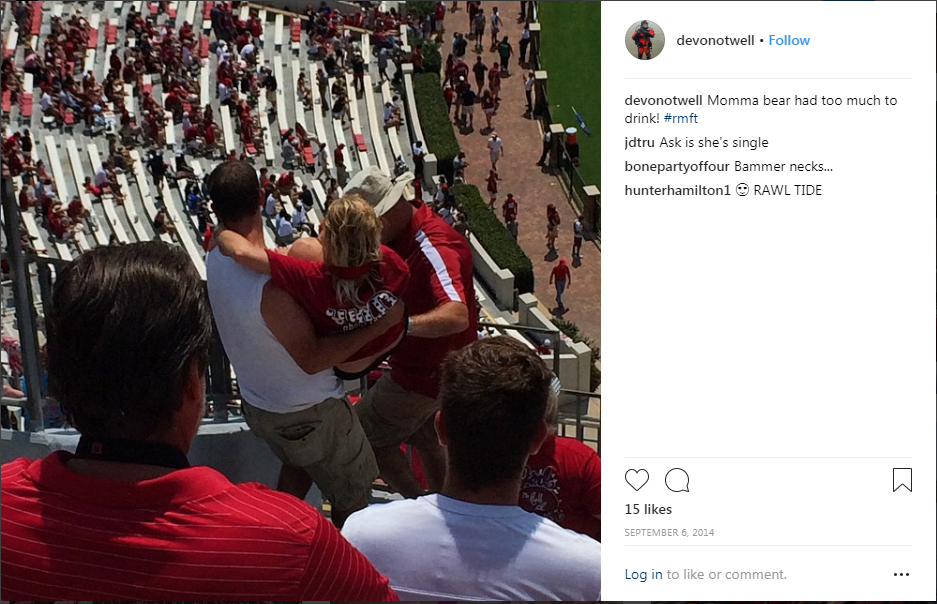 devonotwell • Follow
devonotwell Momma bear had too much to
drink! #rmft
jdtru Ask is she's single
bonepartyoffour Bammer necks...
hunterhamilton1 🙂 RAWL TIDE
15 likes
SEPTEMBER 6, 2014
Log in to like or comment.